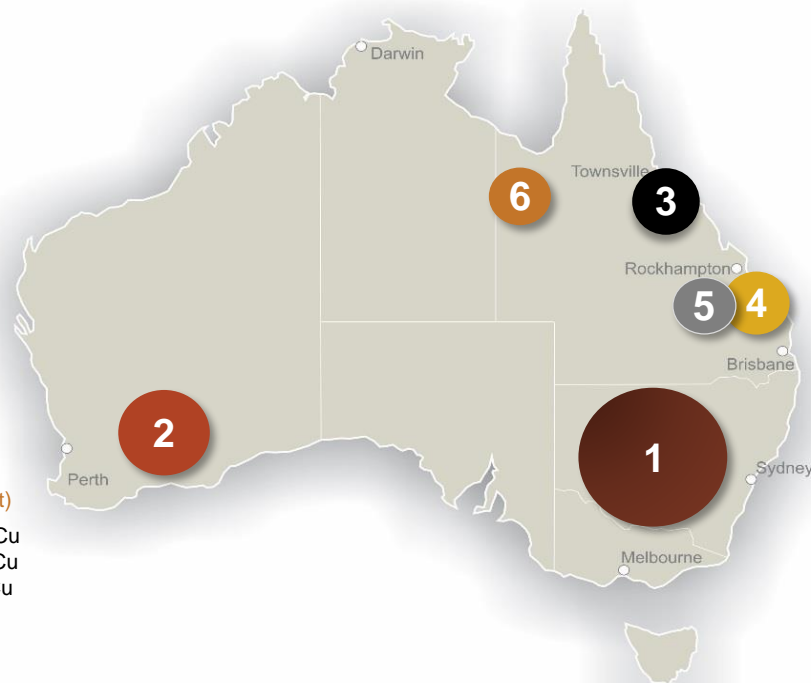 Darwin
Townsville
6
3
Rockhampton
5
4
Brisbane
2
1
Perth
Sydney
t)
Cu
Cu
u
Melbourne